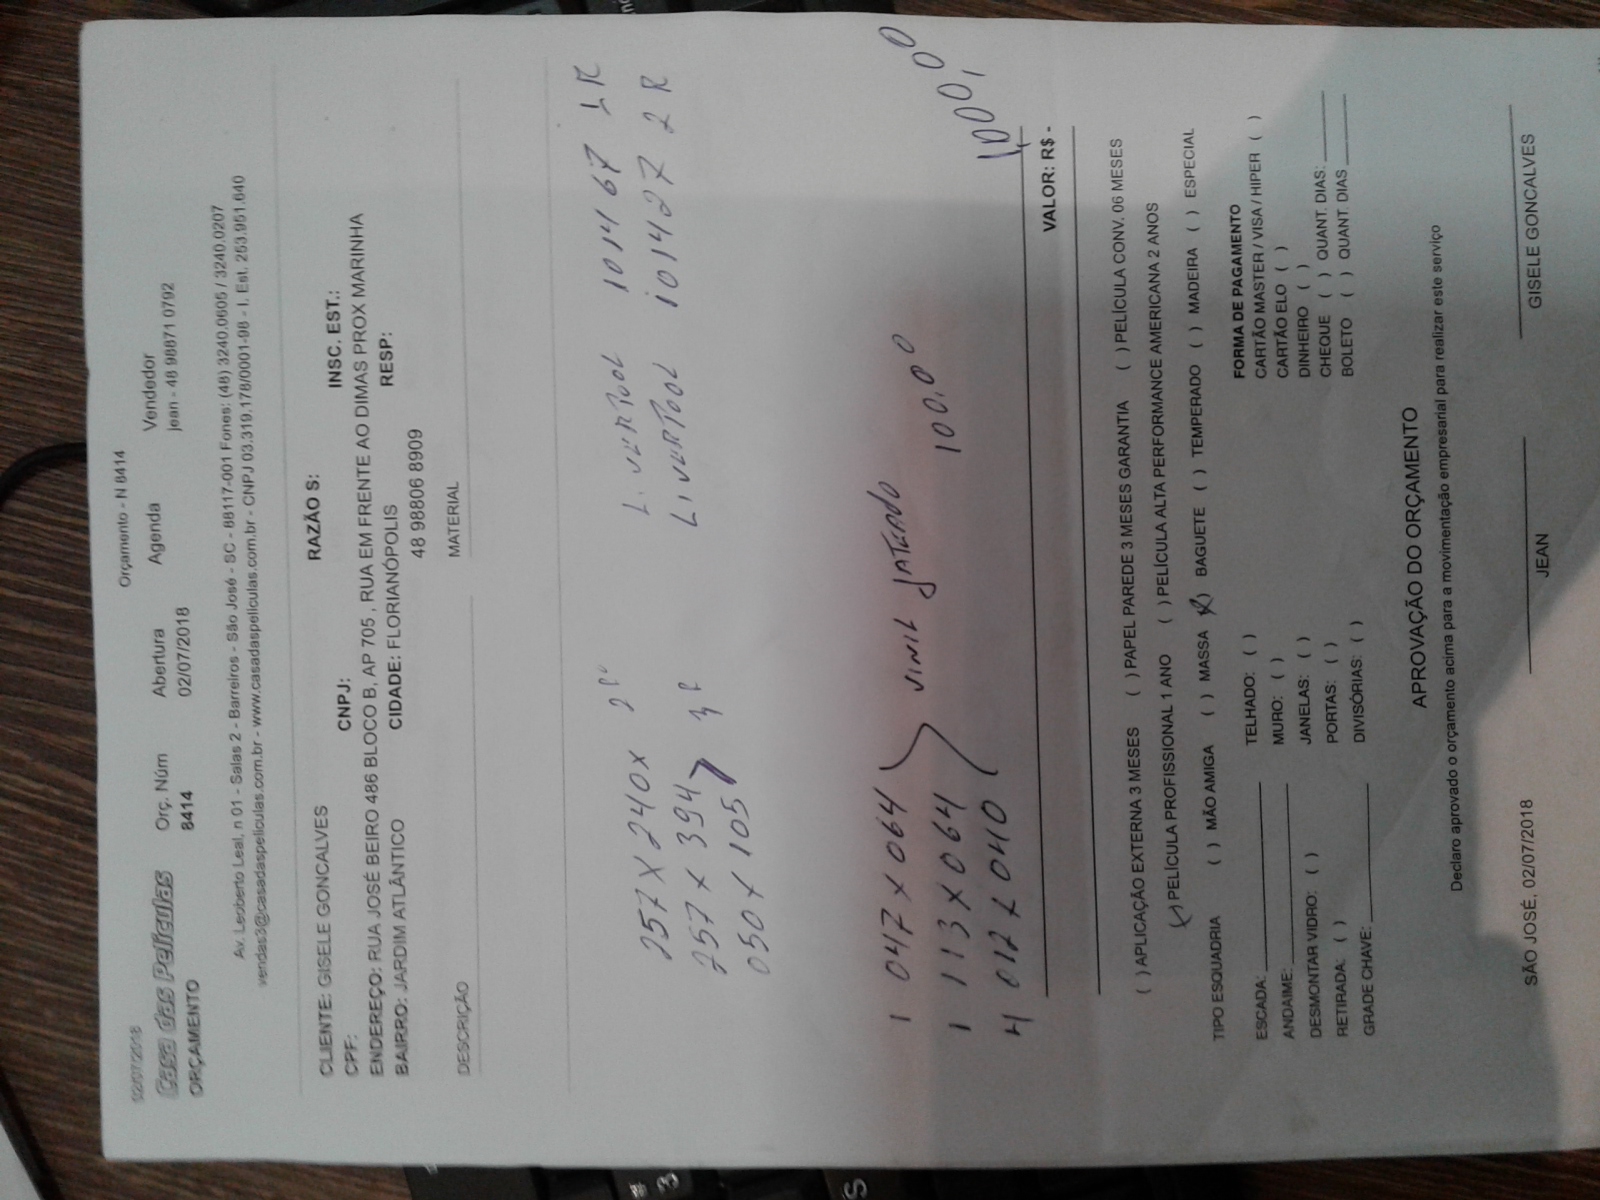 02/07/2018
Orçamento - N 8414
Casa das Películas
ORÇAMENTO
Orç. Núm Abertura Agenda Vendedor
8414 02/07/2018 jean - 48 98871 0792
Av. Leoberto Leal, n 01 - Salas 2 - Barreiros - São José - SC - 88117-001 Fones: (48) 3240.0605 / 3240.0207
vendas3@casadaspeliculas.com.br - www.casadaspeliculas.com.br - CNPJ 03.319.178/0001-98 - I. Est. 253.951.640
CLIENTE: GISELE GONCALVES RAZÃO S:
CPF: CNPJ: INSC. EST.:
ENDEREÇO: RUA JOSÉ BEIRO 486 BLOCO B, AP 705 , RUA EM FRENTE AO DIMAS PROX MARINHA
BAIRRO: JARDIM ATLÂNTICO CIDADE: FLORIANÓPOLIS RESP:
48 98806 8909
DESCRIÇÃO MATERIAL
257 X 240 X 2P L. VERTOOL 101467 1R
257 X 394 3P LIVERTOOL 101427 2R
050 X 105
1 047 X 064
1 113 X 064 VINIL JATEADO 100,00
4 012 X 040
1000,00
VALOR: R$ -
( ) APLICAÇÃO EXTERNA 3 MESES ( ) PAPEL PAREDE 3 MESES GARANTIA ( ) PELÍCULA CONV. 06 MESES
( ) PELÍCULA PROFISSIONAL 1 ANO ( ) PELÍCULA ALTA PERFORMANCE AMERICANA 2 ANOS
TIPO ESQUADRIA ( ) MÃO AMIGA ( ) MASSA (X) BAGUETE ( ) TEMPERADO ( ) MADEIRA ( ) ESPECIAL
ESCADA: TELHADO: ( ) FORMA DE PAGAMENTO
ANDAIME: MURO: ( ) CARTÃO MASTER / VISA / HIPER ( )
DESMONTAR VIDRO: ( ) JANELAS: ( ) CARTÃO ELO ( )
RETIRADA: ( ) PORTAS: ( ) DINHEIRO ( )
GRADE CHAVE: DIVISÓRIAS: ( ) CHEQUE ( ) QUANT. DIAS:
BOLETO ( ) QUANT. DIAS
APROVAÇÃO DO ORÇAMENTO
Declaro aprovado o orçamento acima para a movimentação empresarial para realizar este serviço
SÃO JOSÉ, 02/07/2018
JEAN GISELE GONCALVES